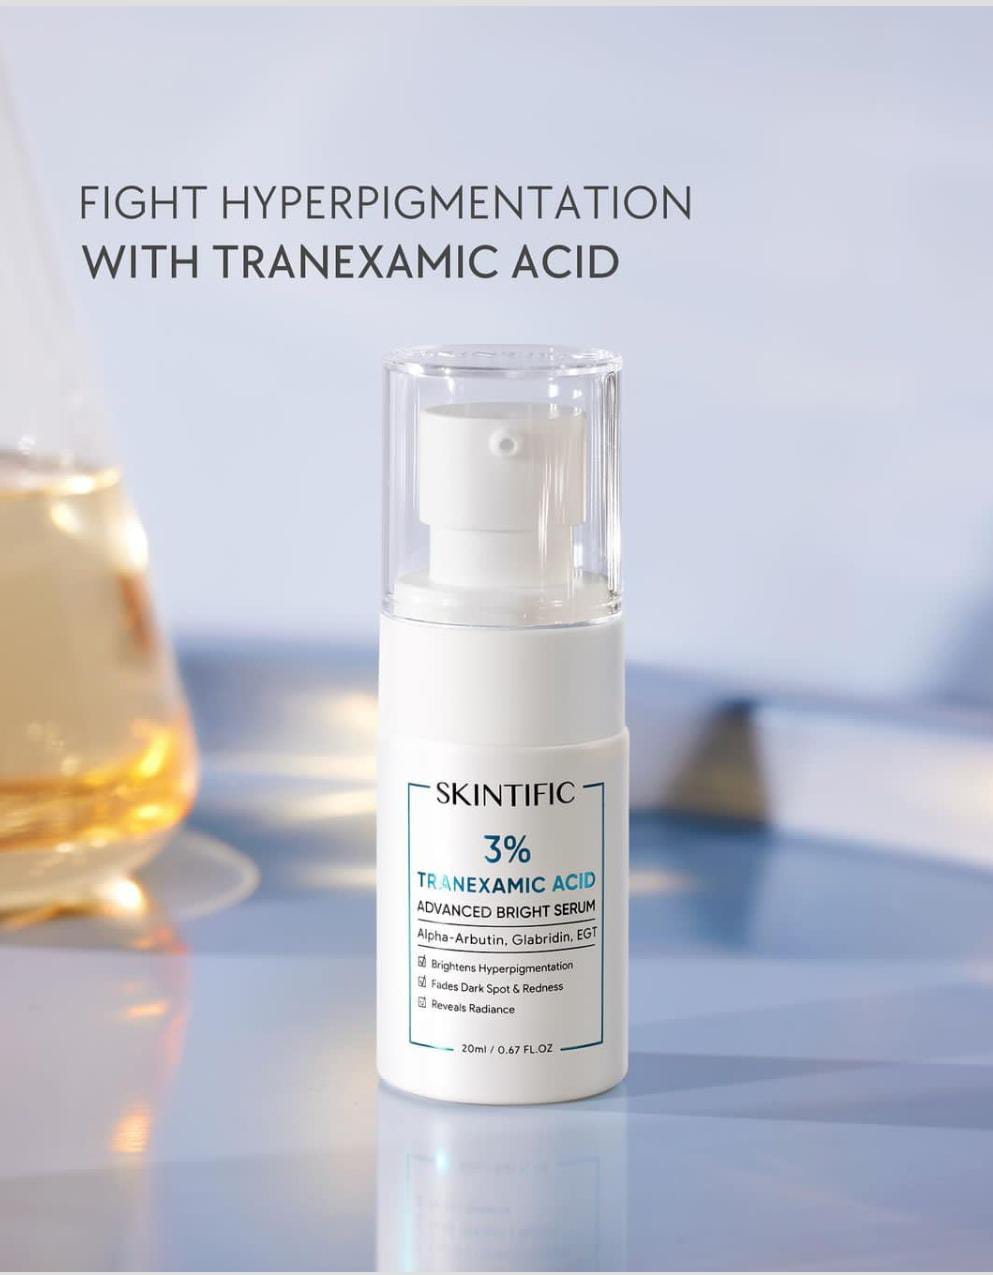 FIGHT HYPERPIGMENTATION
WITH TRANEXAMIC ACID
SKINTIFIC
3%
TRANEXAMIC ACID
ADVANCED BRIGHT SERUM
Alpha-Arbutin, Glabridin, EGT
Brightens Hyperpigmentation
Fades Dark Spot & Redness
Reveals Radiance
20ml / 0.67 FL.OZ